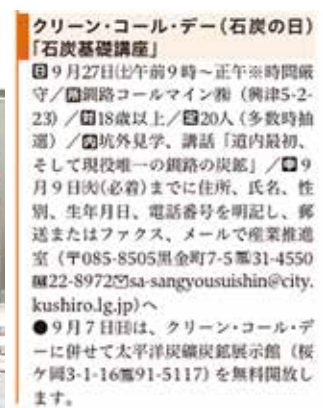 クリーン・コール・デー(石炭の日)
「石炭基礎講座」
日9月27日㈯午前9時～正午※時間厳
守／場釧路コールマイン㈱（興津5-2-
23）／対18歳以上／定20人（多数時抽
選）／内坑外見学、講話「道内最初、
そして現役唯一の釧路の炭鉱」／申9
月9日㈫(必着)までに住所、氏名、性
別、生年月日、電話番号を明記し、郵
送またはファクス、メールで産業推進
室（〒085-8505黒金町7-5 ☎31-4550
FAX22-8972✉sa-sangyousuishin@city.
kushiro.lg.jp)へ
●9月7日㈰は、クリーン・コール・デ
ーに併せて太平洋炭礦炭鉱展示館（桜
ケ岡3-1-16☎91-5117）を無料開放し
ます。